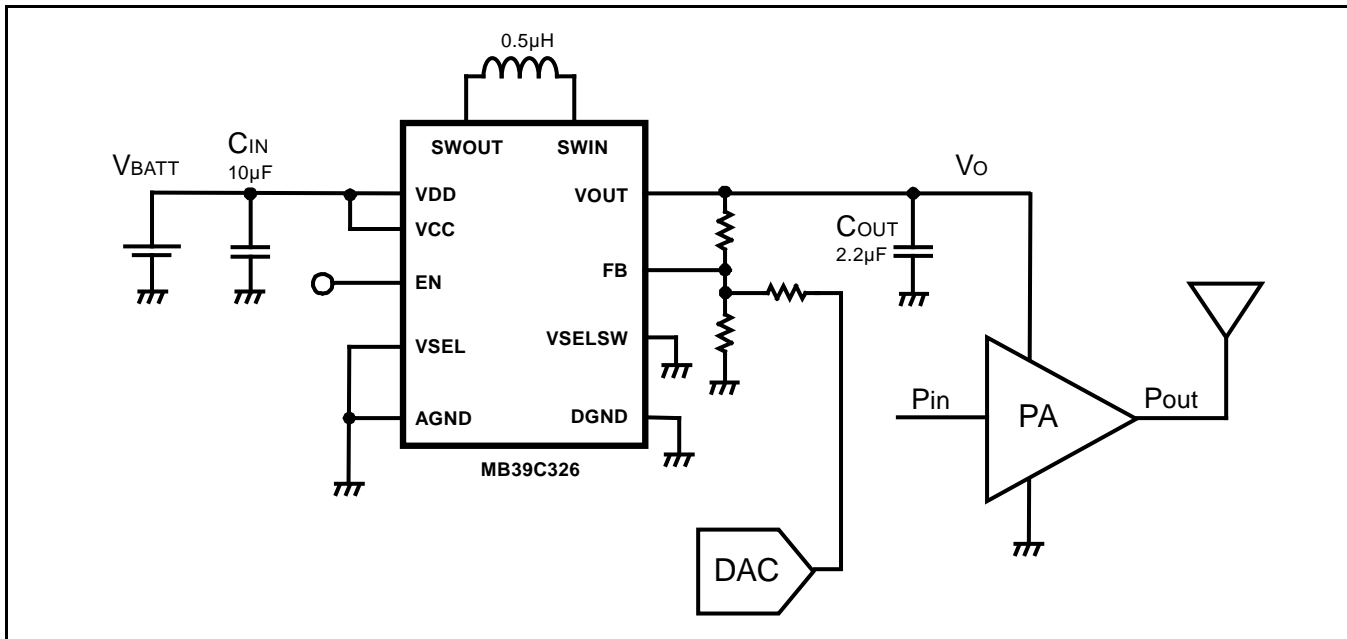 0.5µH
SWOUT SWIN
VBATT
CIN
10µF
VDD
VCC
EN
VSEL
AGND
VOUT
FB
VSELSW
DGND
MB39C326
VO
COUT
2.2µF
Pin
PA
Pout
DAC